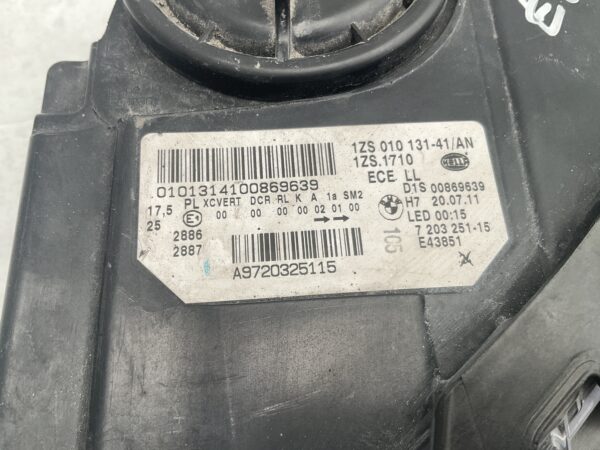 1ZS 010 131-41/AN
1ZS.1710
HELLA
ECE LL
0101314100869639
D1S 00869639
H7 20.07.11
LED 00:15
7 203 251-15
E43851
17,5 PL XCVERT DCR RL K A 1a SM2
25 E1 00 00 00 00 02 01 00
2886
2887
A9720325115
105